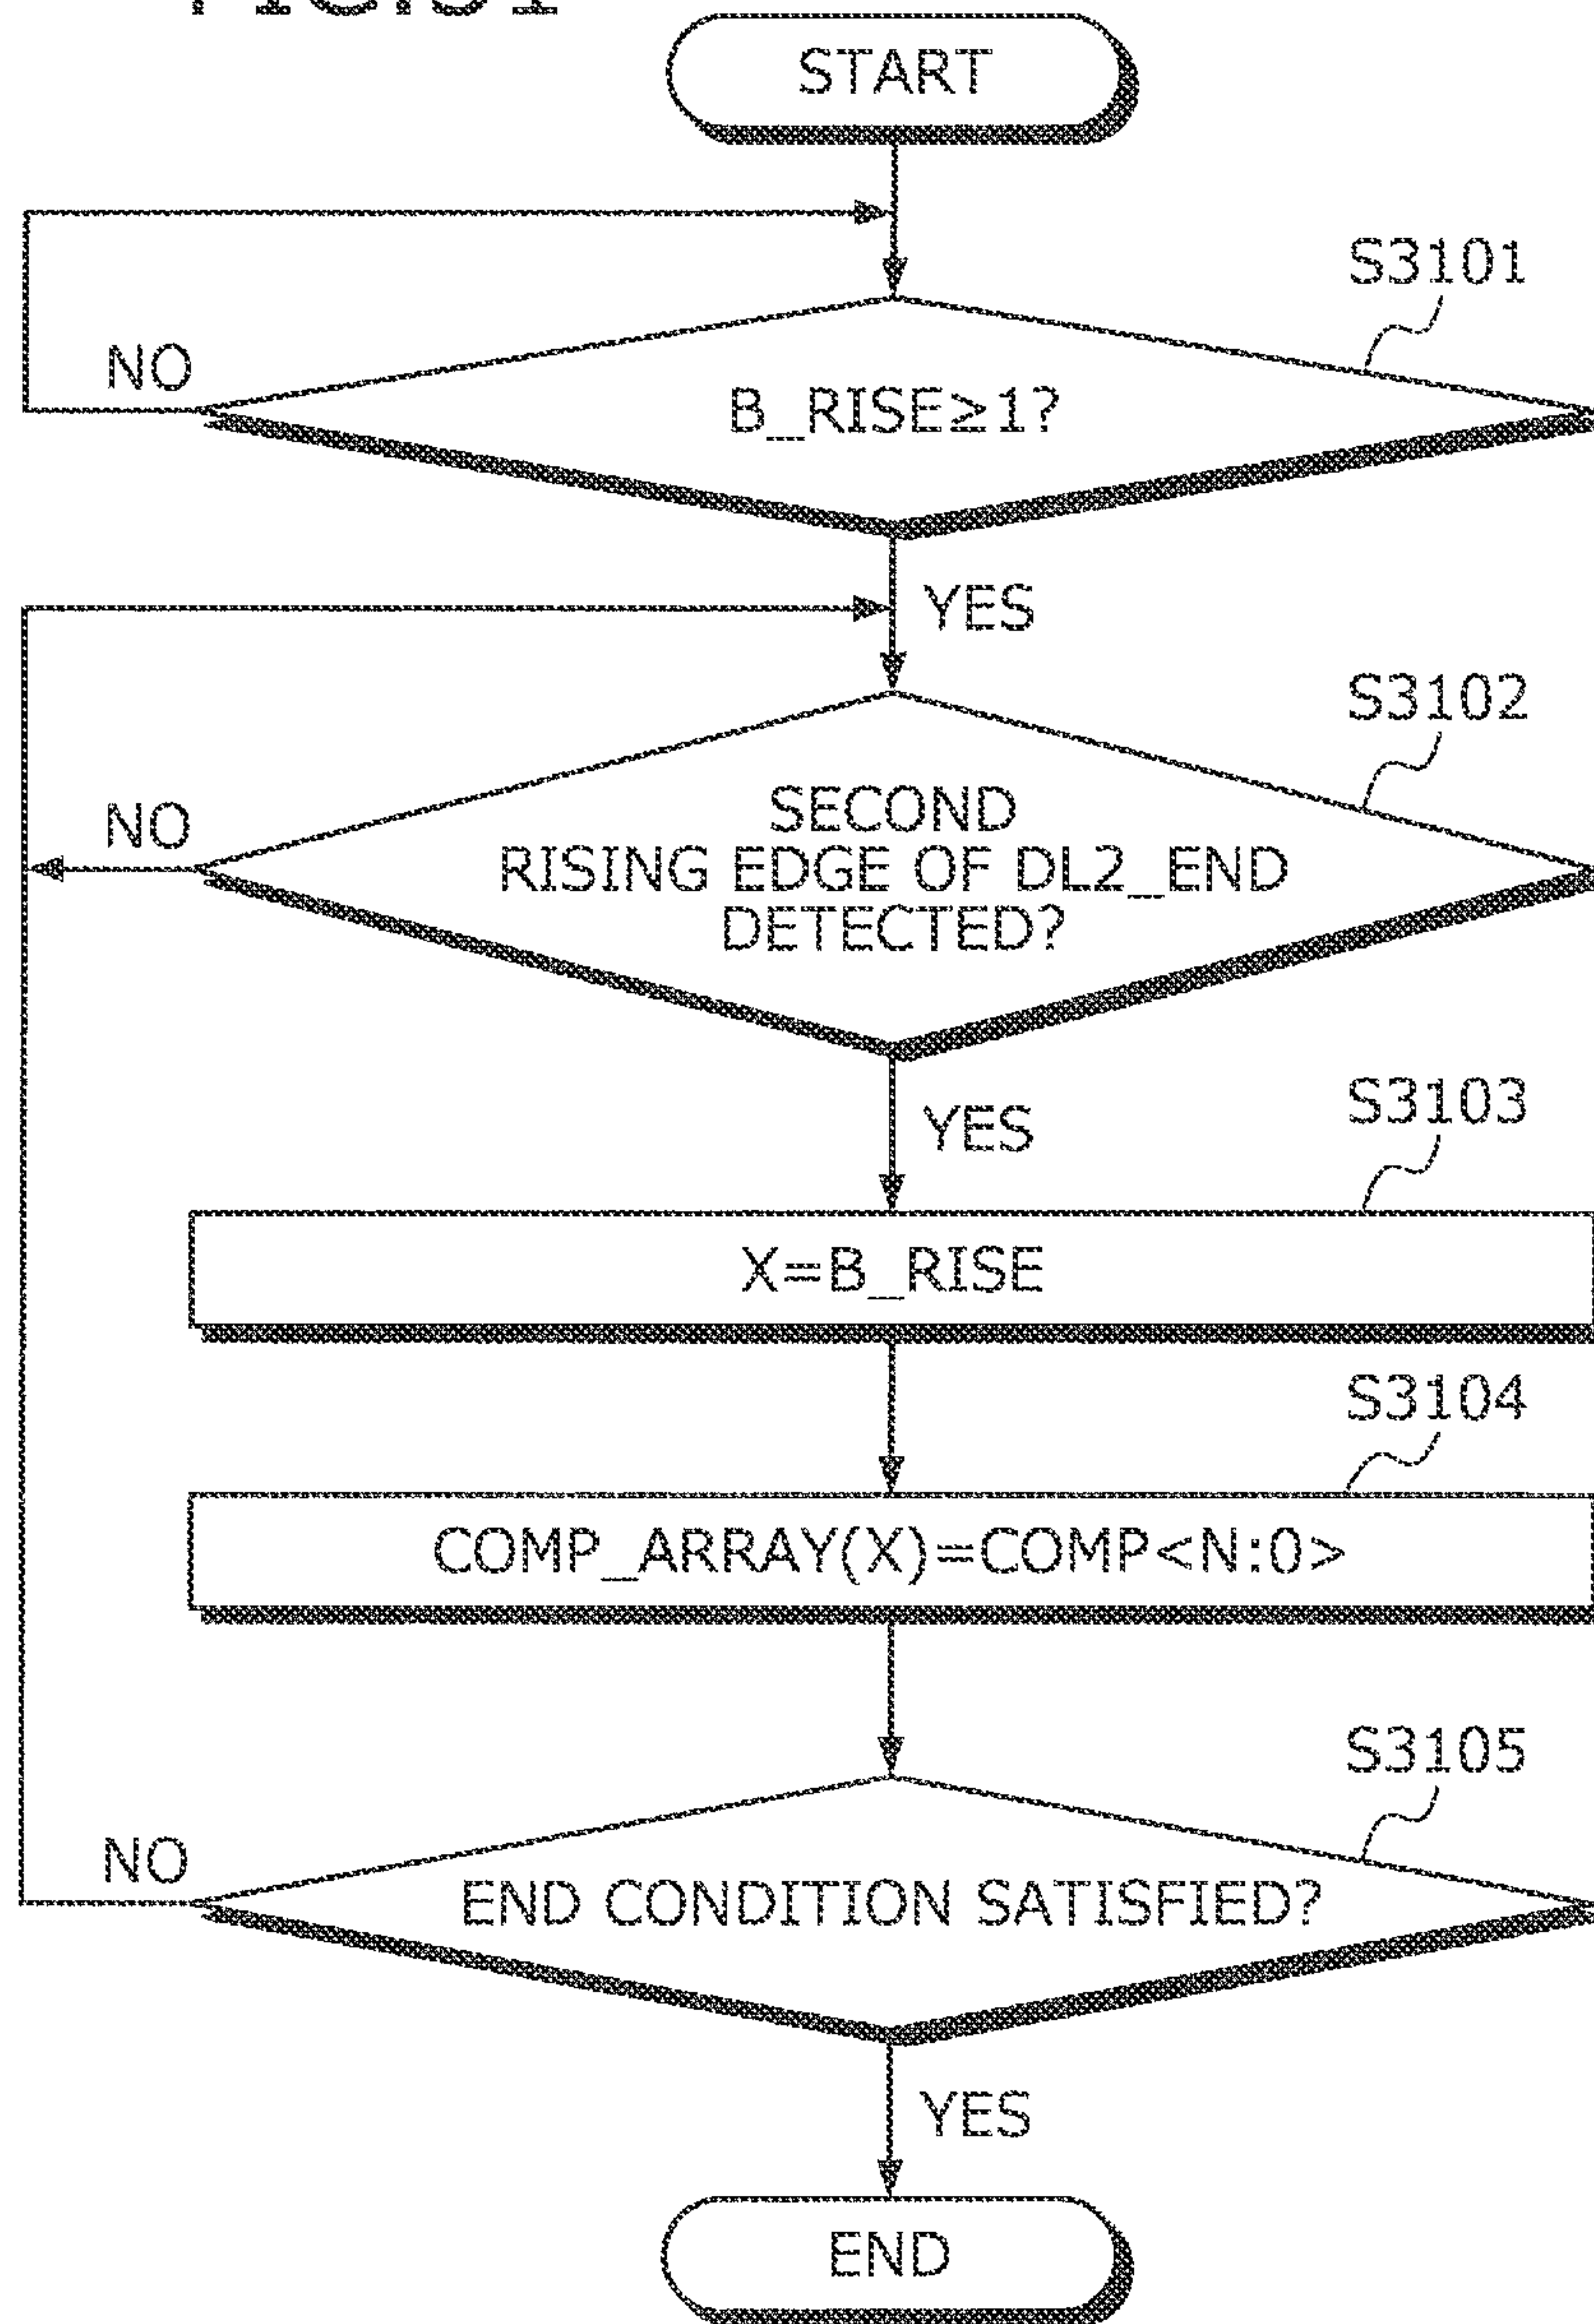 START
S3101
NO
B_RISE≥1?
YES
S3102
NO
SECOND
RISING EDGE OF DL2_END
DETECTED?
YES
S3103
X=B_RISE
S3104
COMP_ARRAY(X)=COMP<N:0>
S3105
NO
END CONDITION SATISFIED?
YES
END